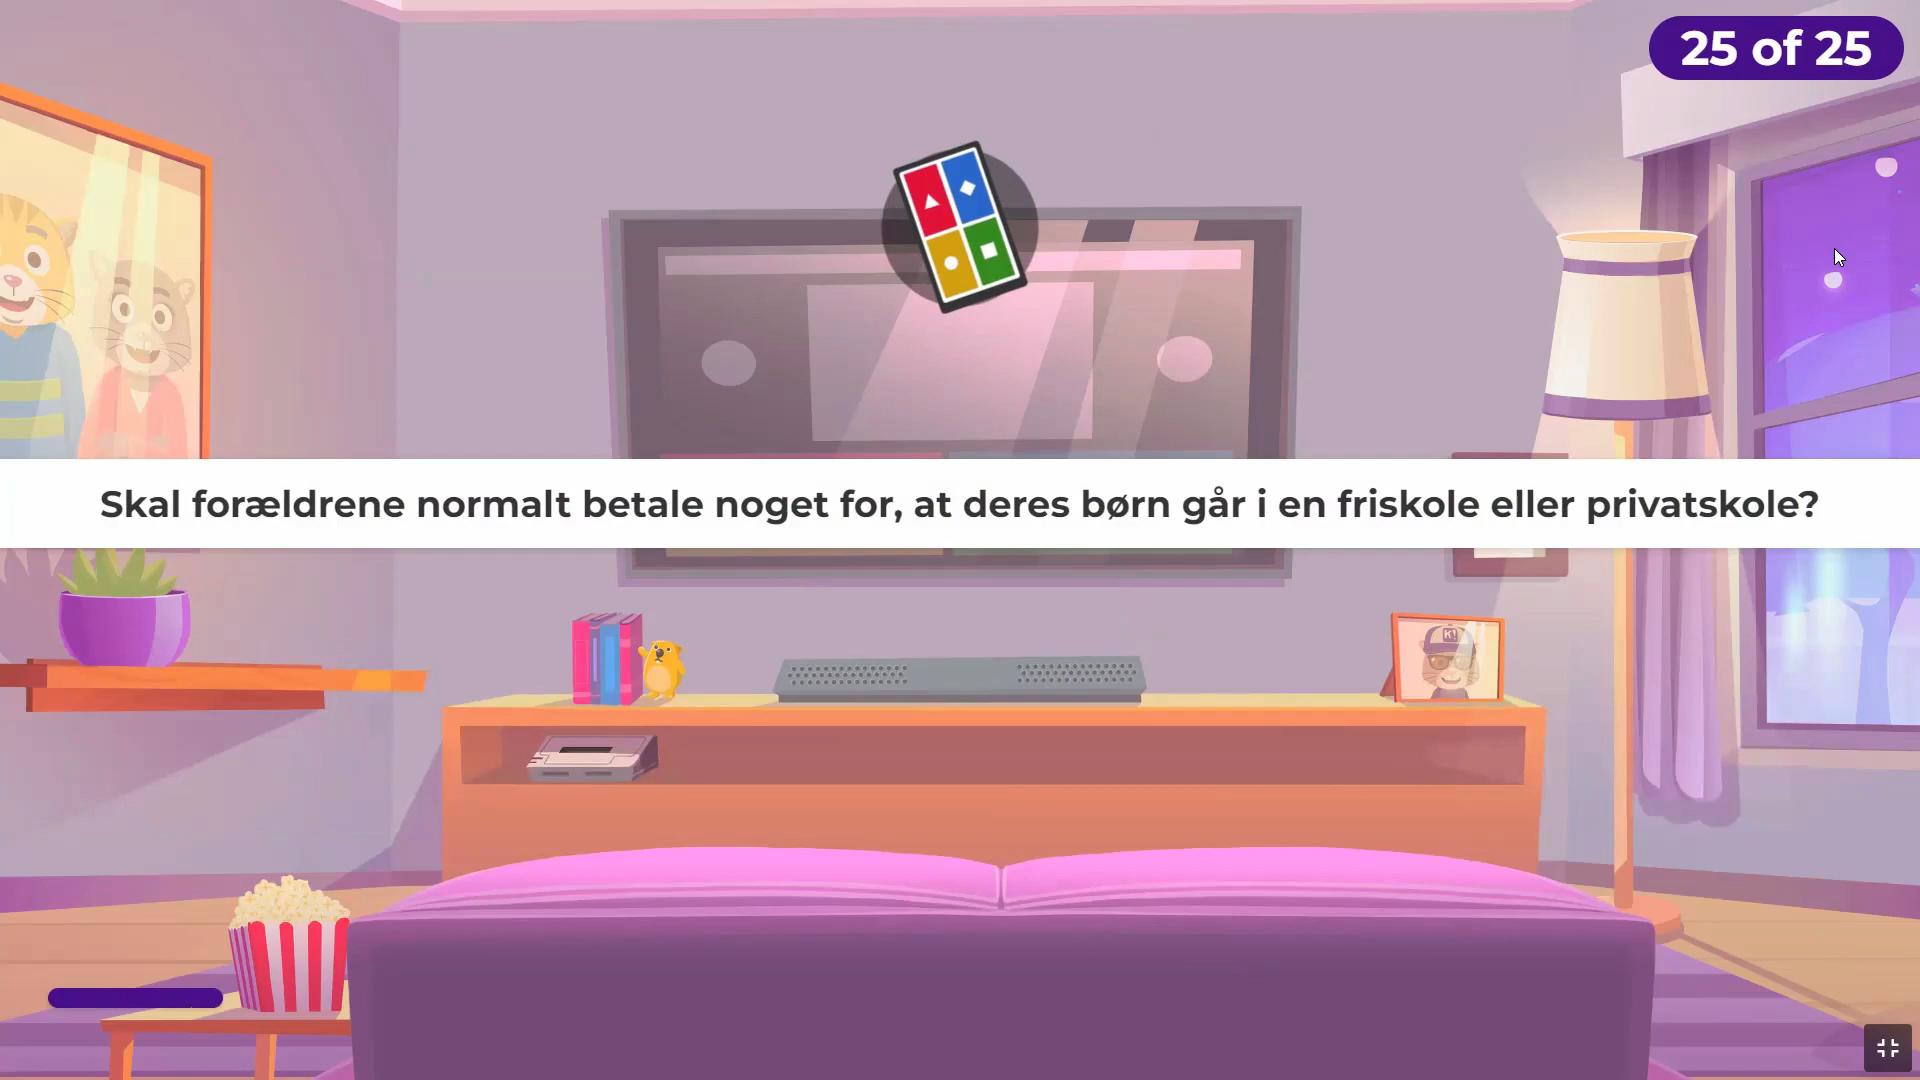 25 of 25
Skal forældrene normalt betale noget for, at deres børn går i en friskole eller privatskole?
K!